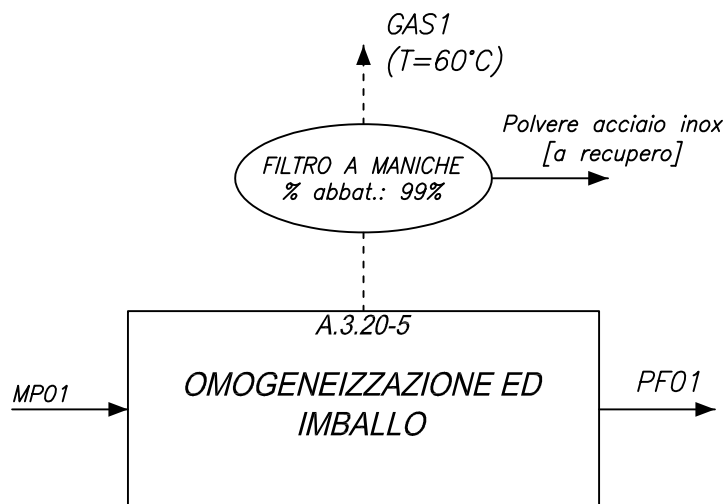 GAS1
(T=60°C)
Polvere acciaio inox
[a recupero]
FILTRO A MANICHE
% abbat.: 99%
A.3.20-5
OMOGENEIZZAZIONE ED
IMBALLO
MP01
PF01